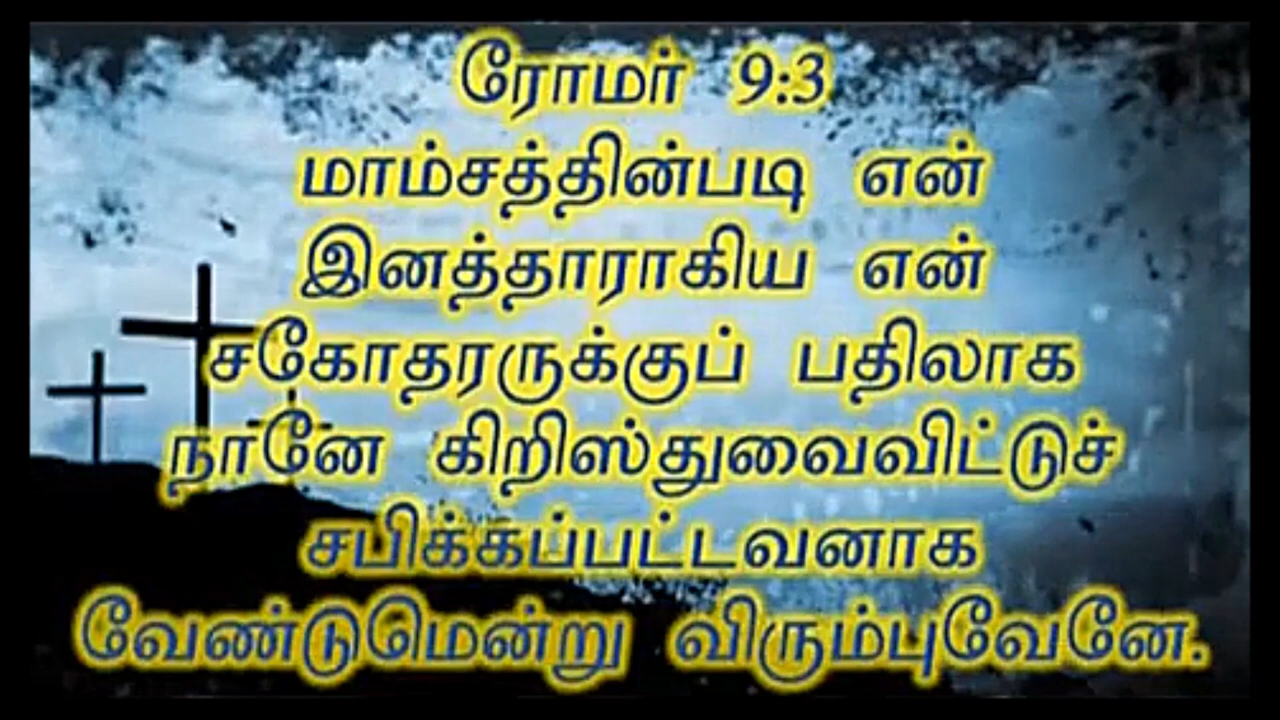 ரோமர் 9:3
மாம்சத்தின்படி என்
இனத்தாராகிய என்
சகோதரருக்குப் பதிலாக
நானே கிறிஸ்துவைவிட்டுச்
சபிக்கப்பட்டவனாக
வேண்டுமென்று விரும்புவேனே.